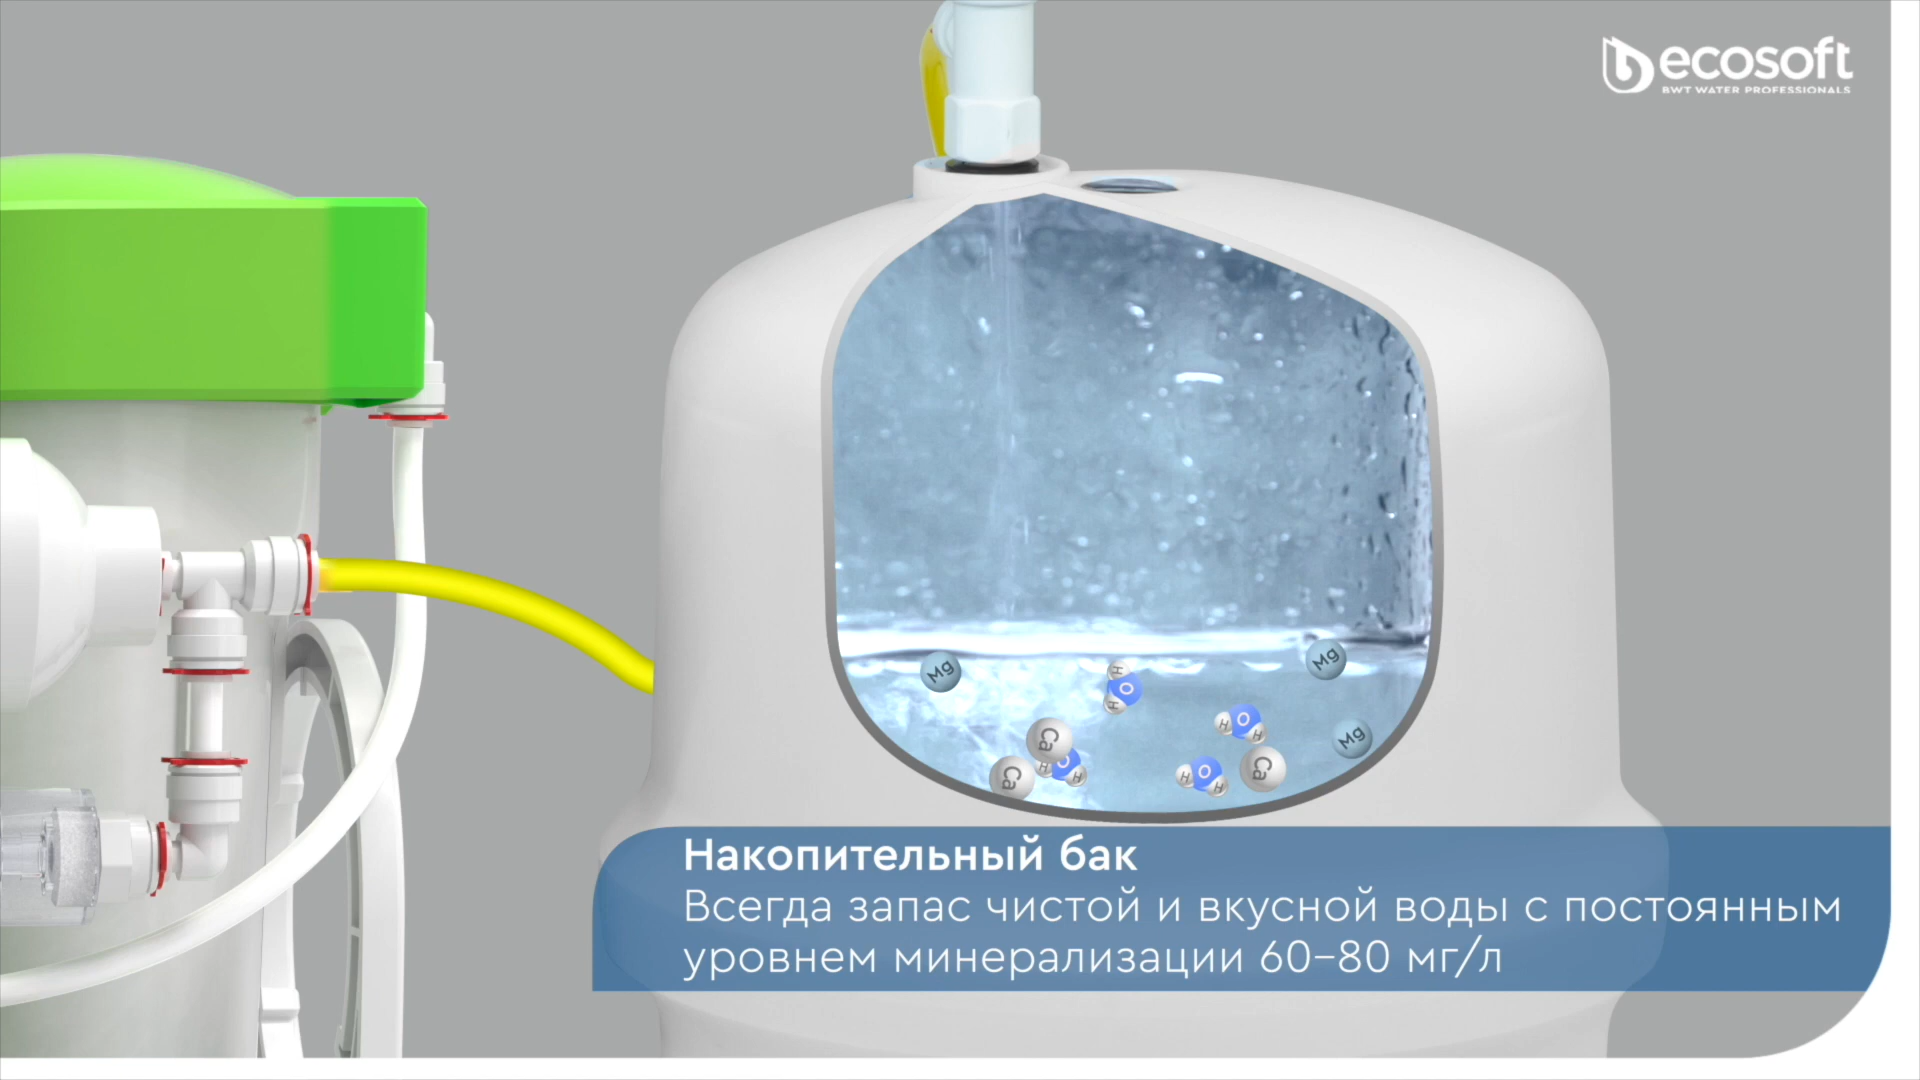 ecosoft
BWT WATER PROFESSIONALS
Mg
Mg
H
O
H
H
O
H
Mg
Ca
H
O
H
Ca
H
O
H
Ca
Накопительный бак
Всегда запас чистой и вкусной воды с постоянным
уровнем минерализации 60–80 мг/л